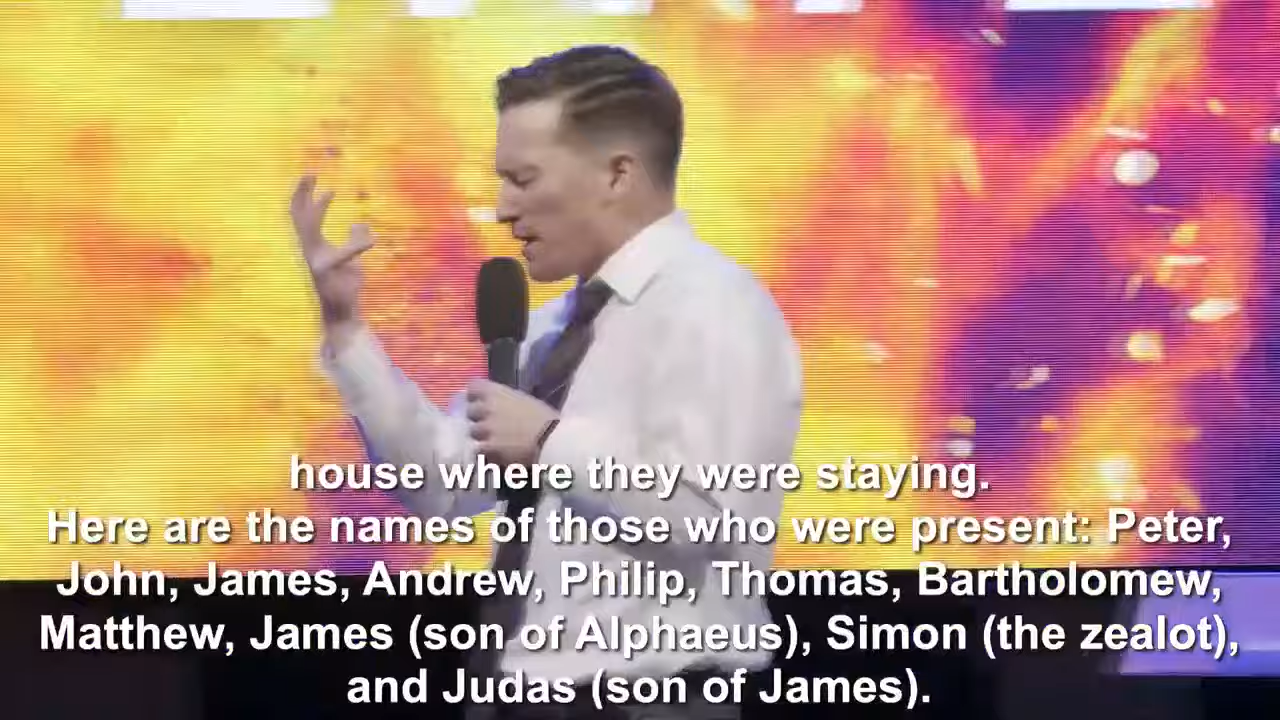 house where they were staying.
Here are the names of those who were present: Peter,
John, James, Andrew, Philip, Thomas, Bartholomew,
Matthew, James (son of Alphaeus), Simon (the zealot),
and Judas (son of James).